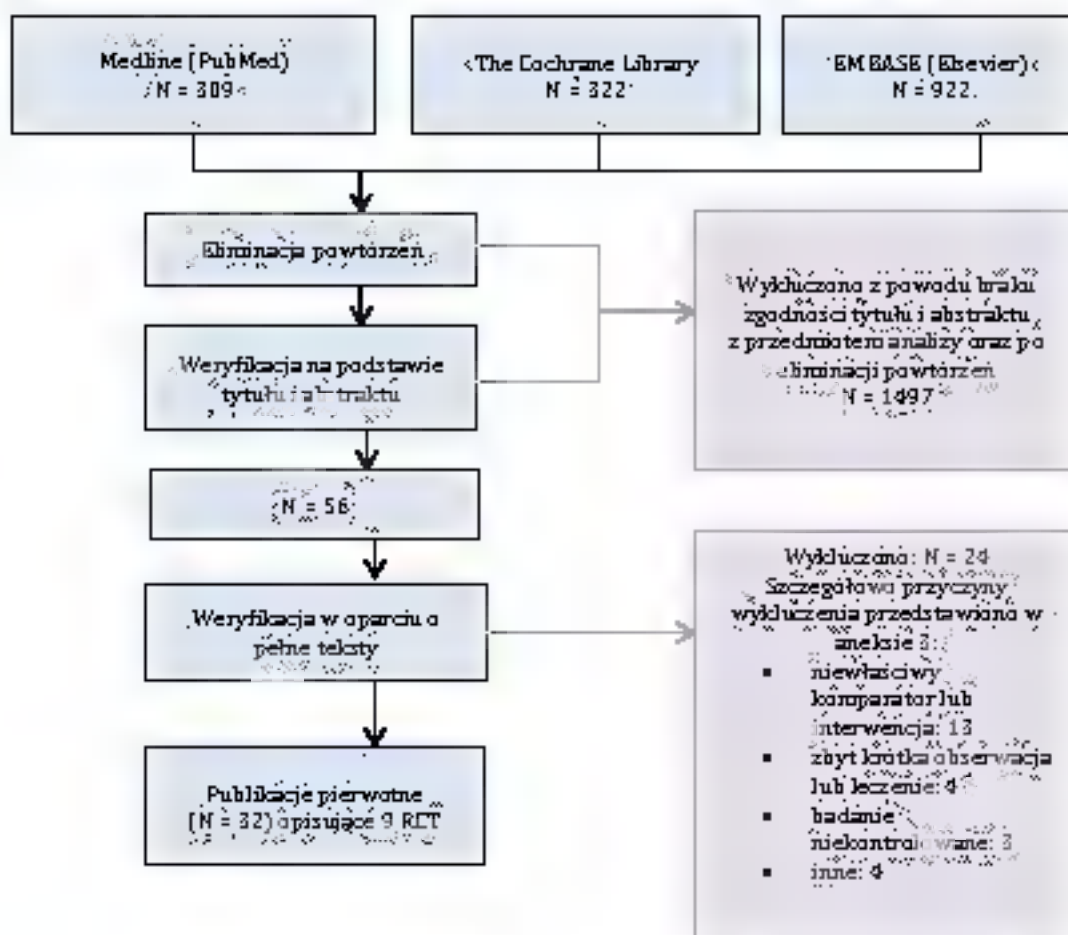 Medline (PubMed)
N = 309
The Cochrane Library
N = 322
EMBASE (Elsevier)
N = 922
Eliminacja powtórzeń
Weryfikacja na podstawie
tytułu i abstraktu
Wykluczono z powodu braku
zgodności tytułu i abstraktu
z przedmiotem analizy oraz po
eliminacji powtórzeń
N = 1497
N = 56
Weryfikacja w oparciu o
pełne teksty
Wykluczono: N = 24
Szczegółowo przyczyny
wykluczenia przedstawiono w
aneksie 3:
▪ niewłaściwy
komparator lub
interwencja: 13
▪ zbyt krótka obserwacja
lub leczenie: 4
▪ badanie
niekontrolowane: 3
▪ inne: 4
Publikacje pierwotne
(N = 32) opisujące 9 RCT